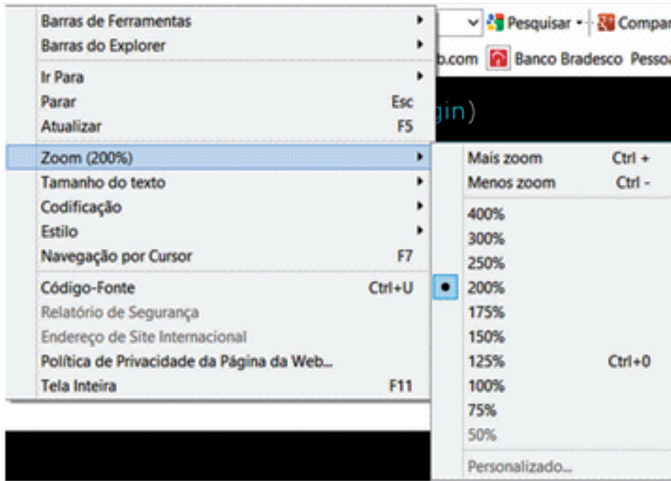 Barras de Ferramentas
Barras do Explorer
Ir Para
Parar Esc
Atualizar F5
Zoom (200%)
Tamanho do texto
Codificação
Estilo
Navegação por Cursor F7
Código-Fonte Ctrl+U
Relatório de Segurança
Endereço de Site Internacional
Política de Privacidade da Página da Web...
Tela Inteira F11
Pesquisar Compar
b.com Banco Bradesco Pessoa
gin)
Mais zoom Ctrl +
Menos zoom Ctrl -
400%
300%
250%
200%
175%
150%
125% Ctrl+0
100%
75%
50%
Personalizado...